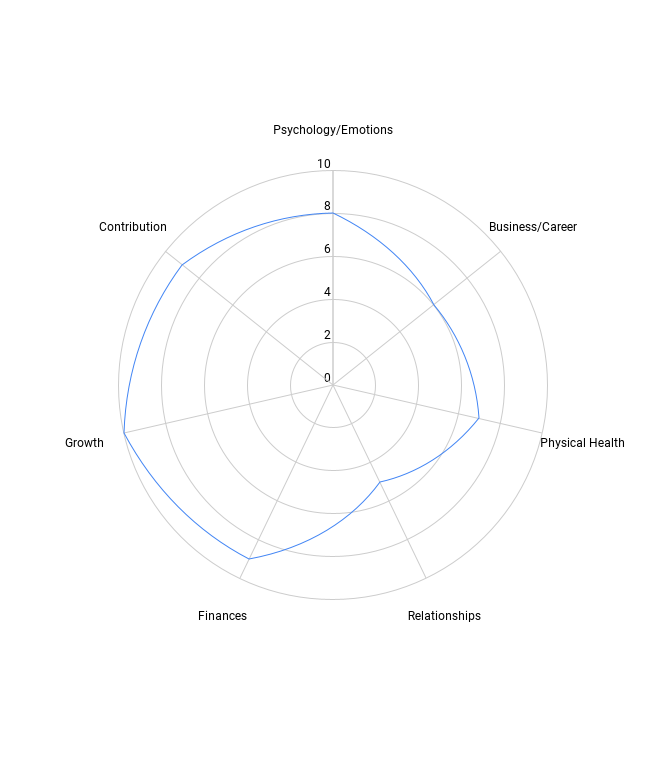 Psychology/Emotions
10
Contribution
8
Business/Career
6
4
2
0
Growth
Physical Health
Finances
Relationships